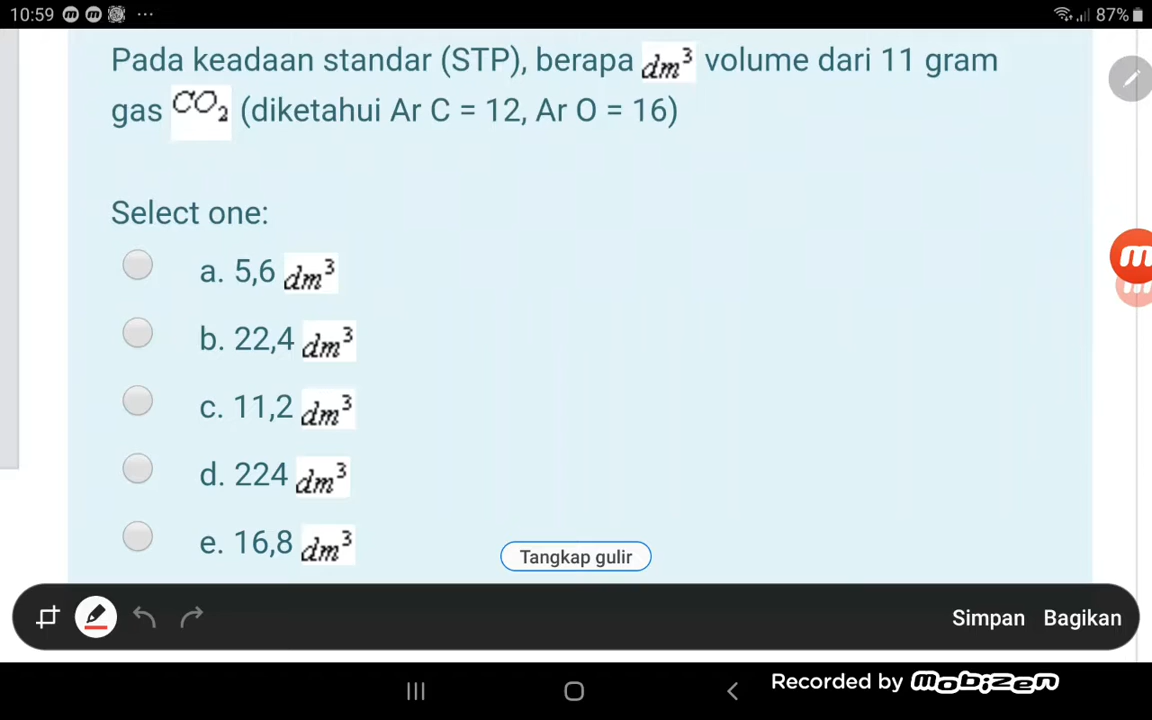 10:59 m m ... 87%
Pada keadaan standar (STP), berapa dm³ volume dari 11 gram
gas CO₂ (diketahui Ar C = 12, Ar O = 16)
Select one:
a. 5,6 dm³
b. 22,4 dm³
c. 11,2 dm³
d. 224 dm³
e. 16,8 dm³
Tangkap gulir
Simpan Bagikan
Recorded by mobizen